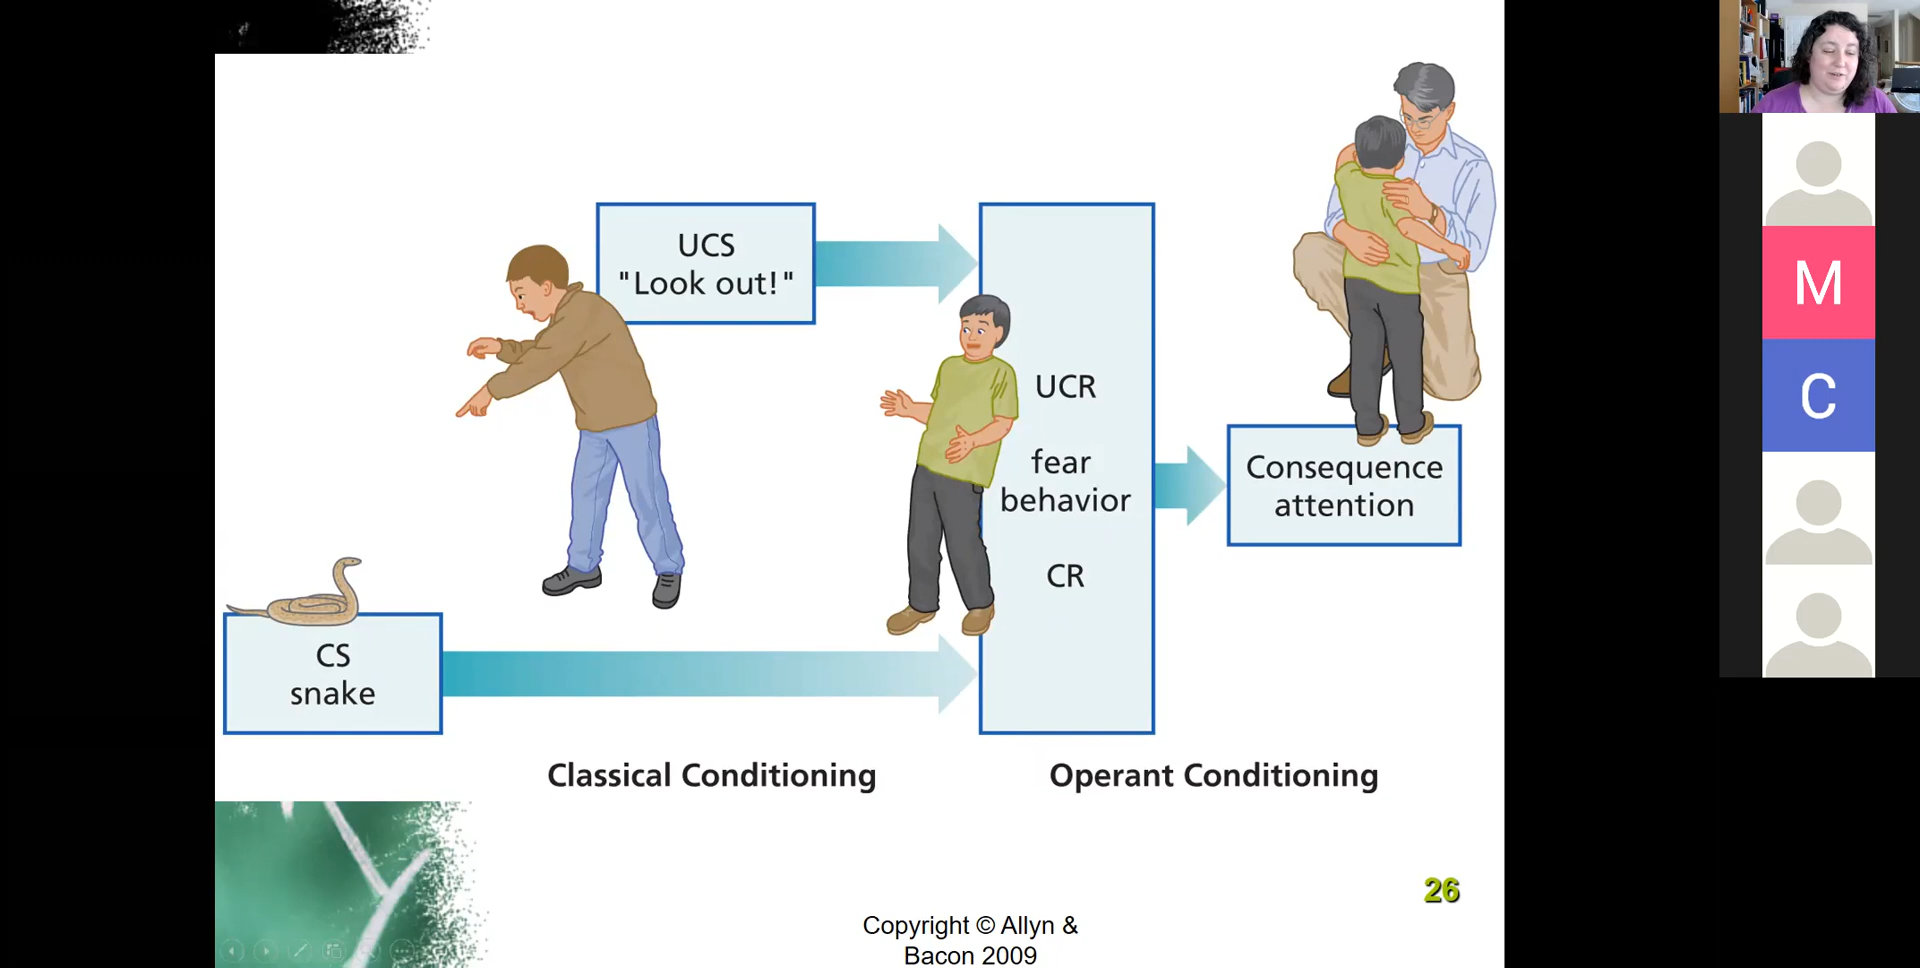 UCS
"Look out!"
UCR
fear
behavior
CR
Consequence
attention
CS
snake
Classical Conditioning
Operant Conditioning
26
Copyright © Allyn &
Bacon 2009
M
C